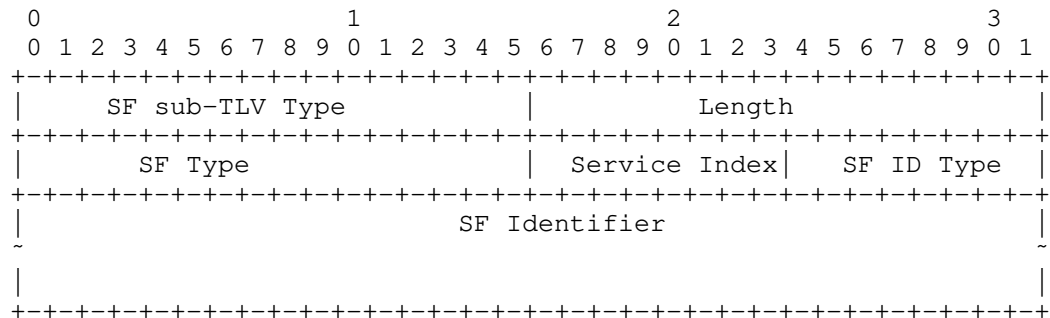 0                   1                   2                   3
 0 1 2 3 4 5 6 7 8 9 0 1 2 3 4 5 6 7 8 9 0 1 2 3 4 5 6 7 8 9 0 1
+-+-+-+-+-+-+-+-+-+-+-+-+-+-+-+-+-+-+-+-+-+-+-+-+-+-+-+-+-+-+-+-+
|     SF sub-TLV Type           |          Length               |
+-+-+-+-+-+-+-+-+-+-+-+-+-+-+-+-+-+-+-+-+-+-+-+-+-+-+-+-+-+-+-+-+
|       SF Type                 |  Service Index|   SF ID Type  |
+-+-+-+-+-+-+-+-+-+-+-+-+-+-+-+-+-+-+-+-+-+-+-+-+-+-+-+-+-+-+-+-+
|                           SF Identifier                       |
~                                                               ~
|                                                               |
+-+-+-+-+-+-+-+-+-+-+-+-+-+-+-+-+-+-+-+-+-+-+-+-+-+-+-+-+-+-+-+-+